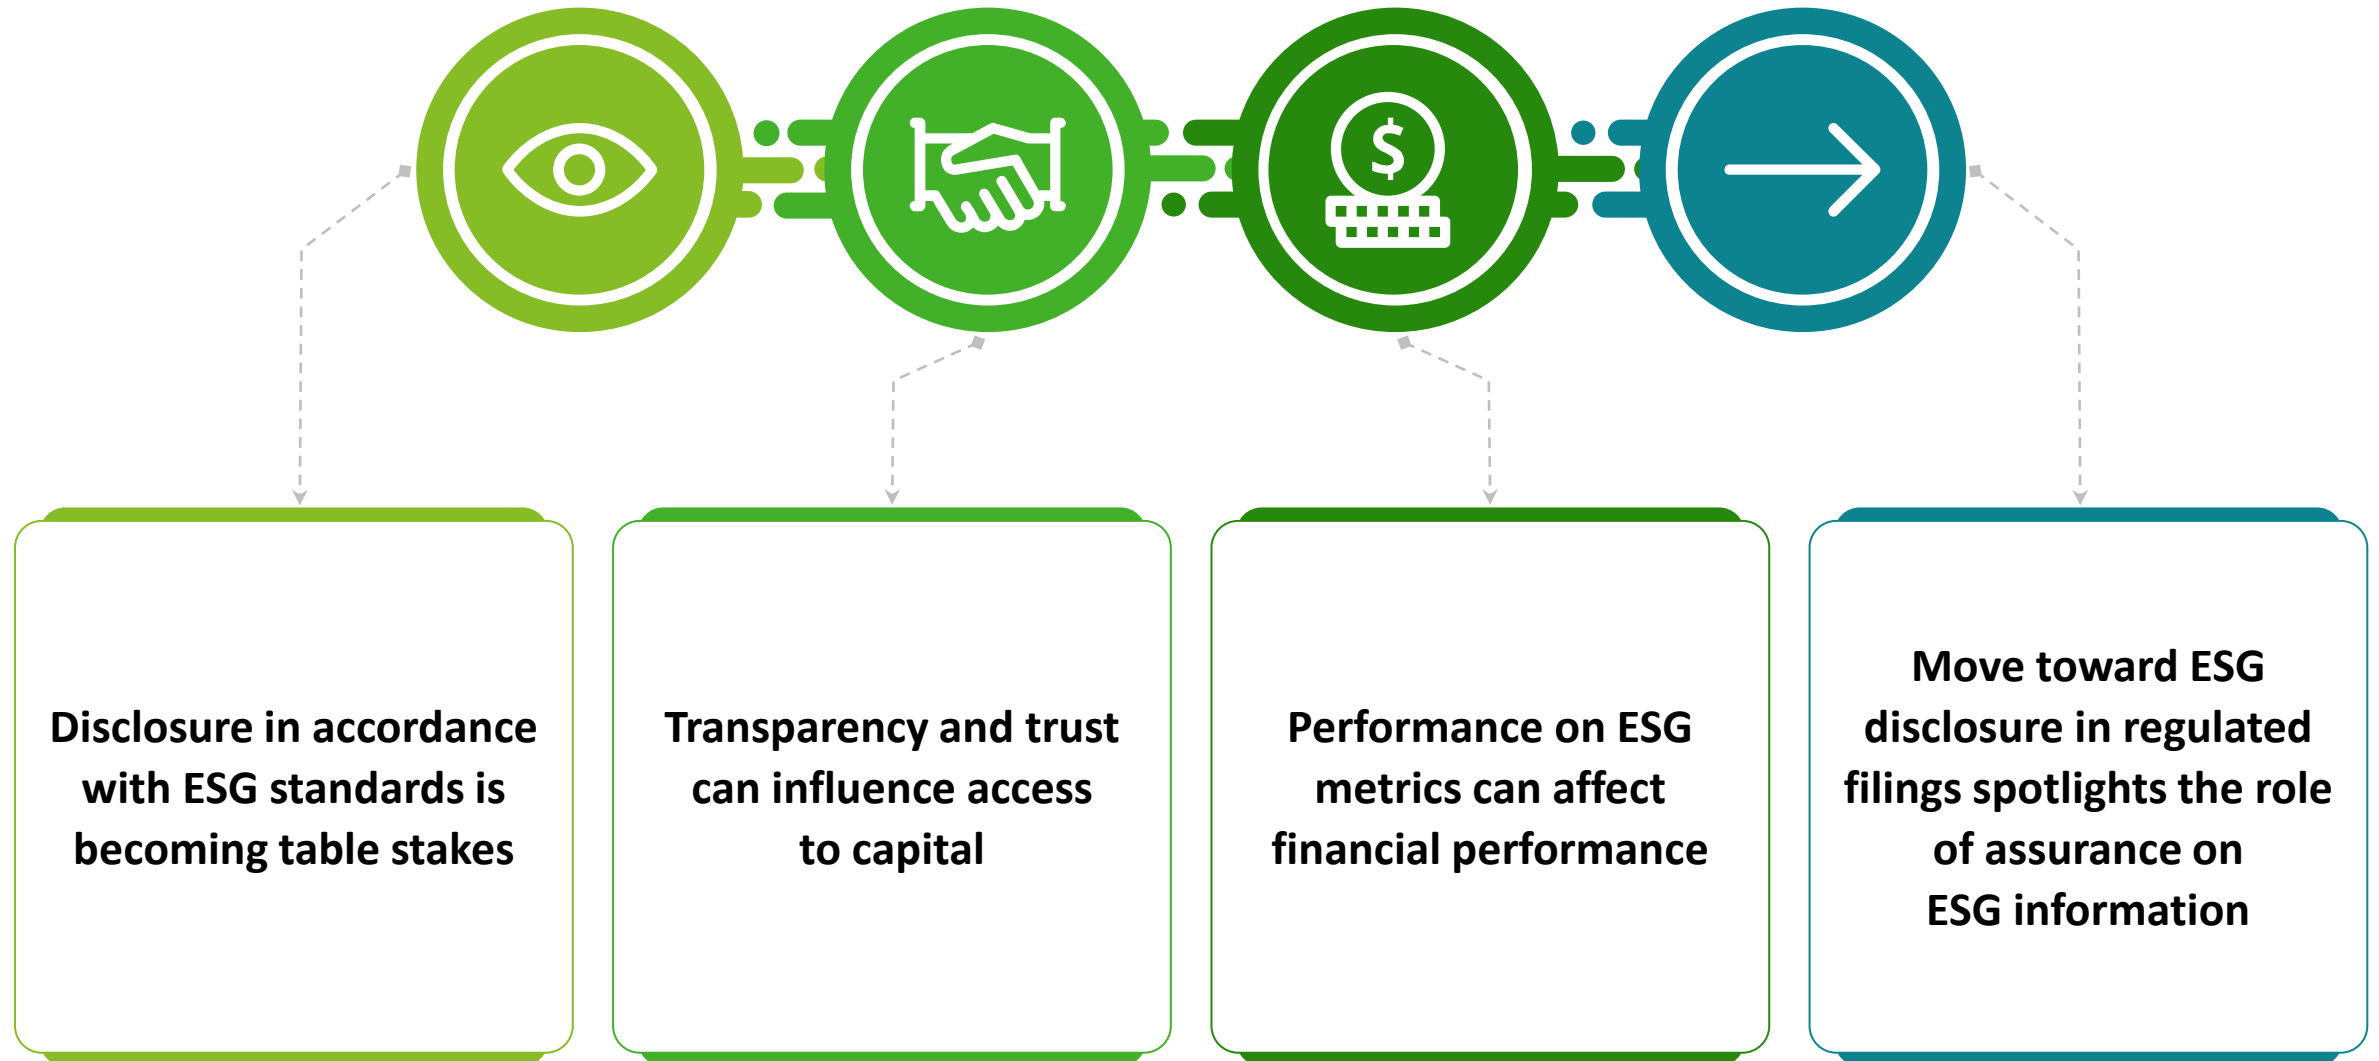 $
Disclosure in accordance
with ESG standards is
becoming table stakes
Transparency and trust
can influence access
to capital
Performance on ESG
metrics can affect
financial performance
Move toward ESG
disclosure in regulated
filings spotlights the role
of assurance on
ESG information